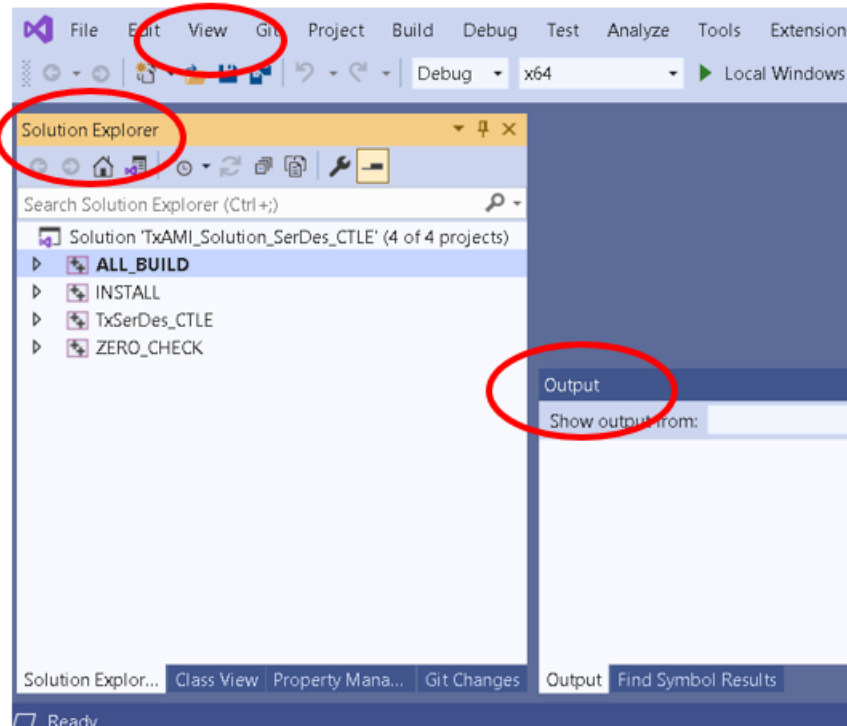 File Edit View Git Project Build Debug Test Analyze Tools Extension
Debug x64 Local Windows
Solution Explorer
Search Solution Explorer (Ctrl+;)
Solution 'TxAMI_Solution_SerDes_CTLE' (4 of 4 projects)
ALL_BUILD
INSTALL
TxSerDes_CTLE
ZERO_CHECK
Output
Show output from:
Solution Explor... Class View Property Mana... Git Changes
Output Find Symbol Results
Ready